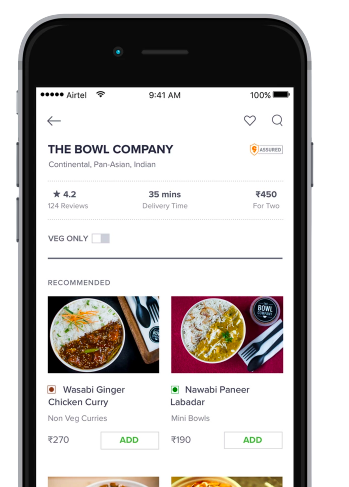 Airtel 9:41 AM 100%
THE BOWL COMPANY
ASSURED
Continental, Pan-Asian, Indian
★ 4.2 35 mins ₹450
124 Reviews Delivery Time For Two
VEG ONLY
RECOMMENDED
BOWL
Wasabi Ginger
Chicken Curry
Non Veg Curries
₹270 ADD
Nawabi Paneer
Labadar
Mini Bowls
₹190 ADD